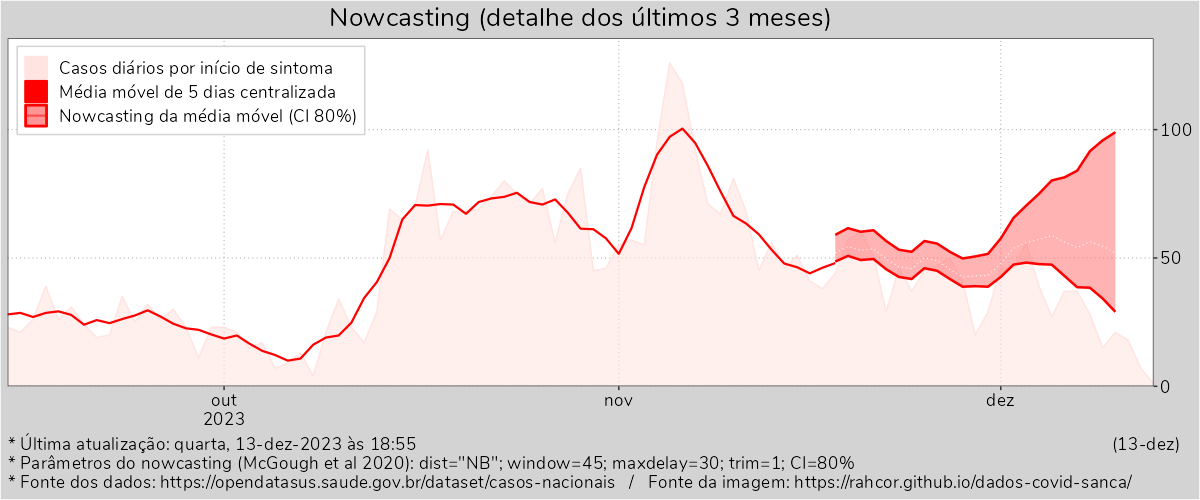 Nowcasting (detalhe dos últimos 3 meses)
Casos diários por início de sintoma
Média móvel de 5 dias centralizada
Nowcasting da média móvel (CI 80%)
100
50
0
out
2023
nov
dez
* Última atualização: quarta, 13-dez-2023 às 18:55
(13-dez)
* Parâmetros do nowcasting (McGough et al 2020): dist="NB"; window=45; maxdelay=30; trim=1; CI=80%
* Fonte dos dados: https://opendatasus.saude.gov.br/dataset/casos-nacionais / Fonte da imagem: https://rahcor.github.io/dados-covid-sanca/